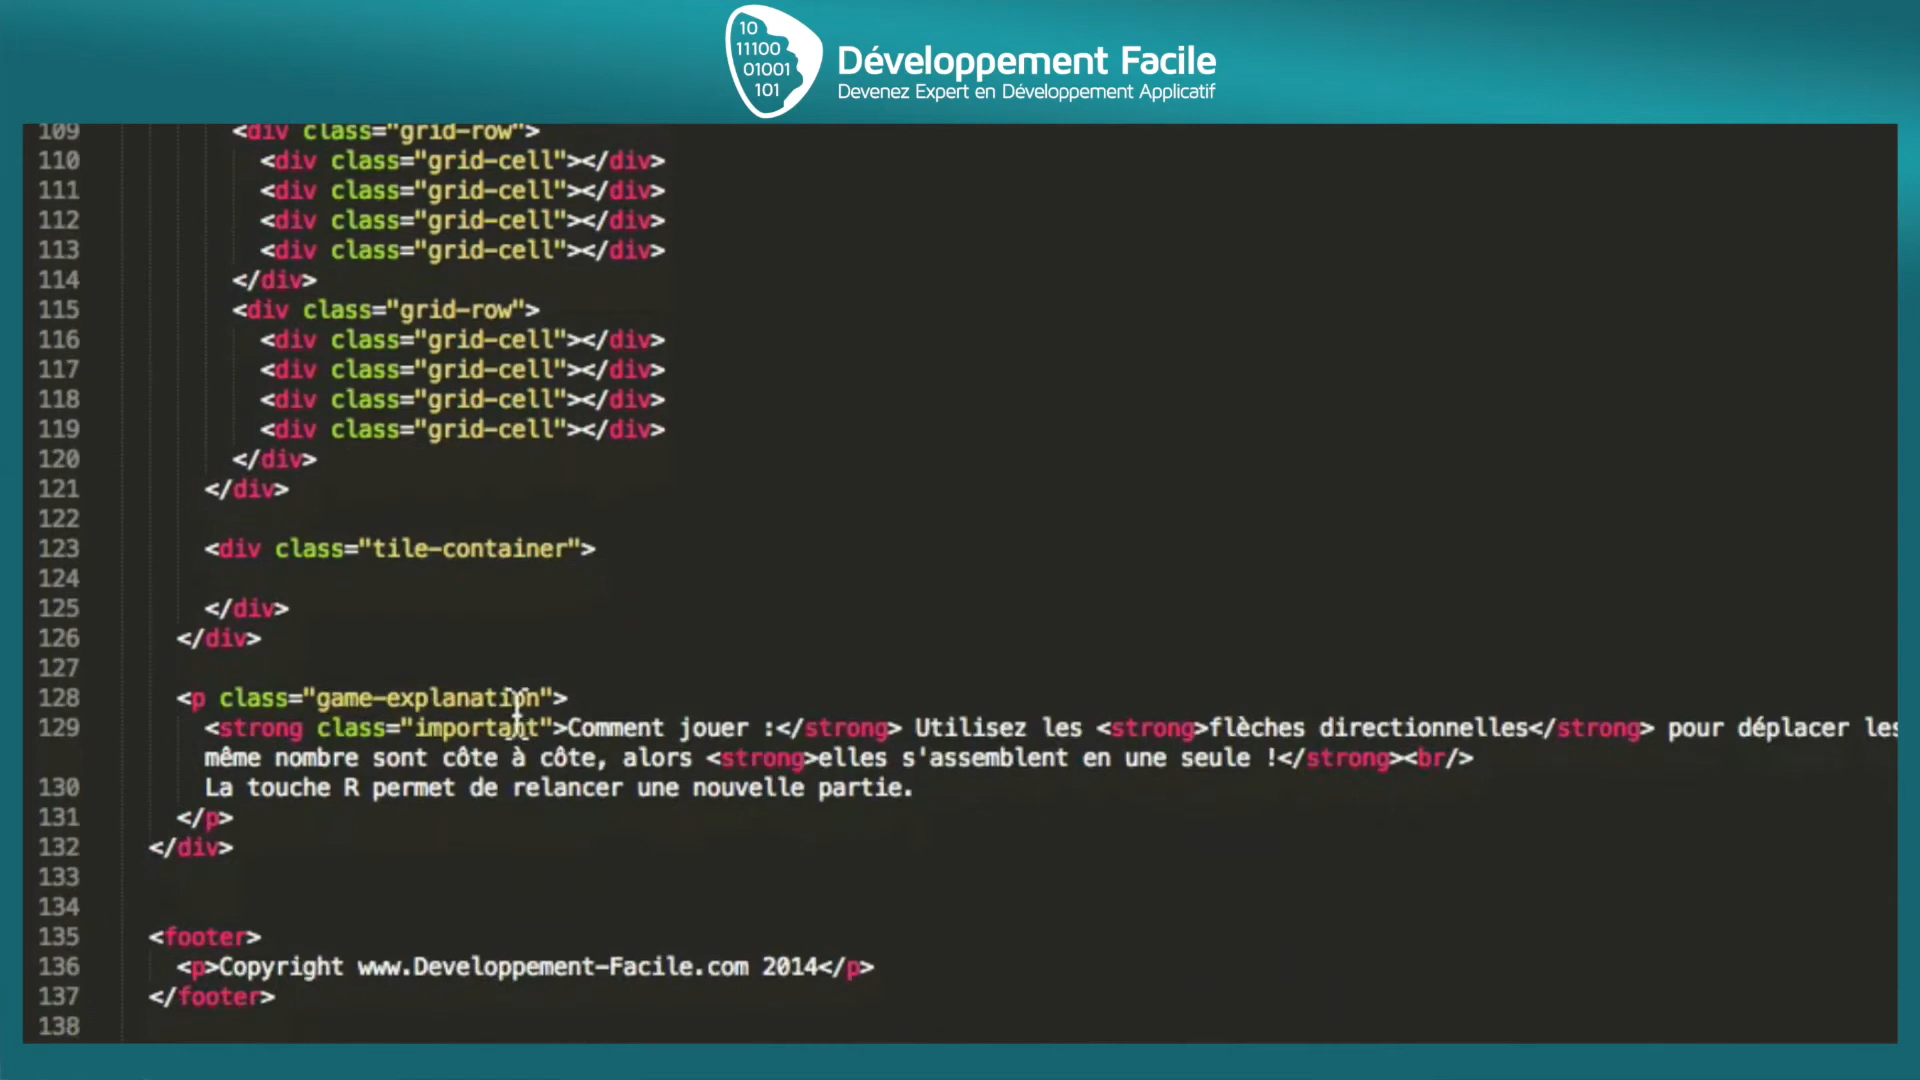 10
11100
01001
101
Développement Facile
Devenez Expert en Développement Applicatif
109 <div class="grid-row">
110 <div class="grid-cell"></div>
111 <div class="grid-cell"></div>
112 <div class="grid-cell"></div>
113 <div class="grid-cell"></div>
114 </div>
115 <div class="grid-row">
116 <div class="grid-cell"></div>
117 <div class="grid-cell"></div>
118 <div class="grid-cell"></div>
119 <div class="grid-cell"></div>
120 </div>
121 </div>
122
123 <div class="tile-container">
124
125 </div>
126 </div>
127
128 <p class="game-explanation">
129 <strong class="important">Comment jouer :</strong> Utilisez les <strong>flèches directionnelles</strong> pour déplacer les
même nombre sont côte à côte, alors <strong>elles s'assemblent en une seule !</strong><br/>
130 La touche R permet de relancer une nouvelle partie.
131 </p>
132 </div>
133
134
135 <footer>
136 <p>Copyright www.Developpement-Facile.com 2014</p>
137 </footer>
138